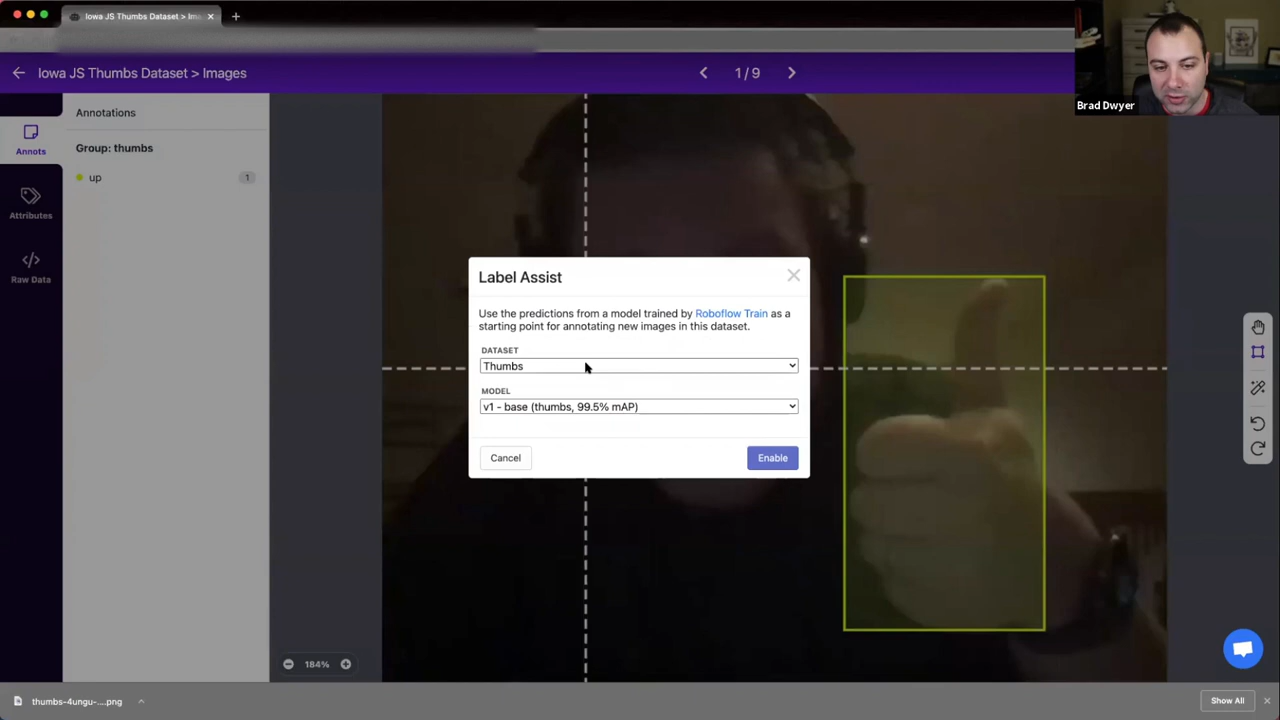 Iowa JS Thumbs Dataset > Ima
Iowa JS Thumbs Dataset > Images
1 / 9
Brad Dwyer
Annots
Attributes
Raw Data
Annotations
Group: thumbs
up
1
Label Assist
Use the predictions from a model trained by Roboflow Train as a
starting point for annotating new images in this dataset.
DATASET
Thumbs
MODEL
v1 - base (thumbs, 99.5% mAP)
Cancel
Enable
184%
thumbs-4ungu-....png
Show All